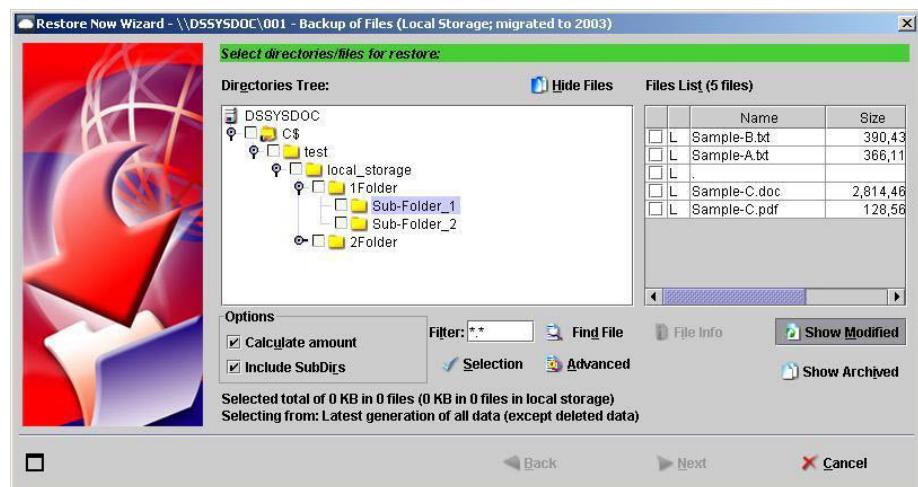 Restore Now Wizard - \\DSSYSDOC\001 - Backup of Files (Local Storage; migrated to 2003)
Select directories/files for restore:
Directories Tree:
Hide Files
Files List (5 files)
DSSYSDOC
C$
test
local_storage
1Folder
Sub-Folder_1
Sub-Folder_2
2Folder
Name Size
L Sample-B.txt 390,43
L Sample-A.txt 366,11
L .
L Sample-C.doc 2,814,46
L Sample-C.pdf 128,56
Options
Calculate amount
Include SubDirs
Filter: *.*
Find File
Selection
Advanced
File Info
Show Modified
Show Archived
Selected total of 0 KB in 0 files (0 KB in 0 files in local storage)
Selecting from: Latest generation of all data (except deleted data)
Back
Next
Cancel